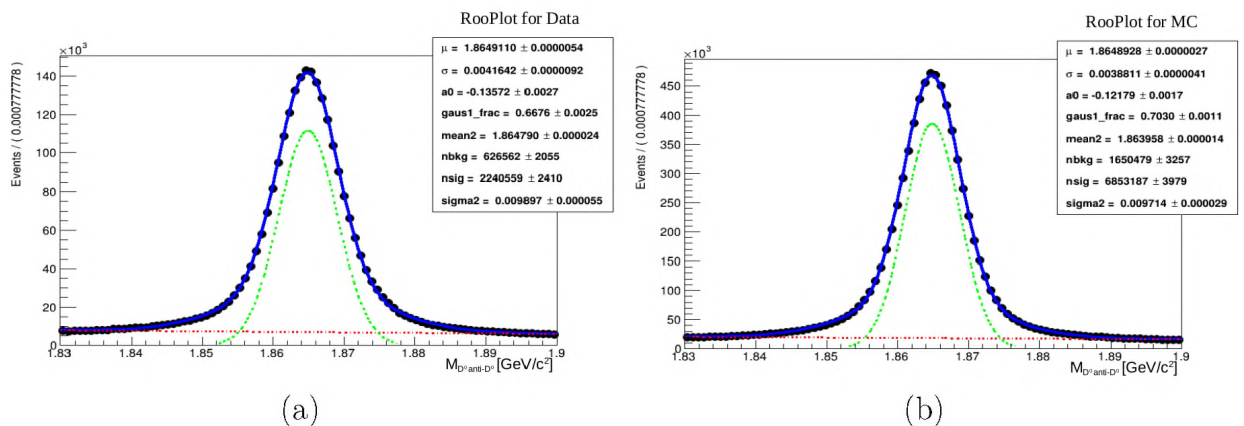 RooPlot for Data
×10³
μ = 1.8649110 ± 0.0000054
σ = 0.0041642 ± 0.0000092
a0 = -0.13572 ± 0.0027
gaus1_frac = 0.6676 ± 0.0025
mean2 = 1.864790 ± 0.000024
nbkg = 626562 ± 2055
nsig = 2240559 ± 2410
sigma2 = 0.009897 ± 0.000055
Events / ( 0.000777778 )
140
120
100
80
60
40
20
0
1.83 1.84 1.85 1.86 1.87 1.88 1.89 1.9
M_D⁰anti-D⁰ [GeV/c²]
(a)
RooPlot for MC
×10³
μ = 1.8648928 ± 0.0000027
σ = 0.0038811 ± 0.0000041
a0 = -0.12179 ± 0.0017
gaus1_frac = 0.7030 ± 0.0011
mean2 = 1.863958 ± 0.000014
nbkg = 1650479 ± 3257
nsig = 6853187 ± 3979
sigma2 = 0.009714 ± 0.000029
Events / ( 0.000777778 )
450
400
350
300
250
200
150
100
50
0
1.83 1.84 1.85 1.86 1.87 1.88 1.89 1.9
M_D⁰anti-D⁰ [GeV/c²]
(b)